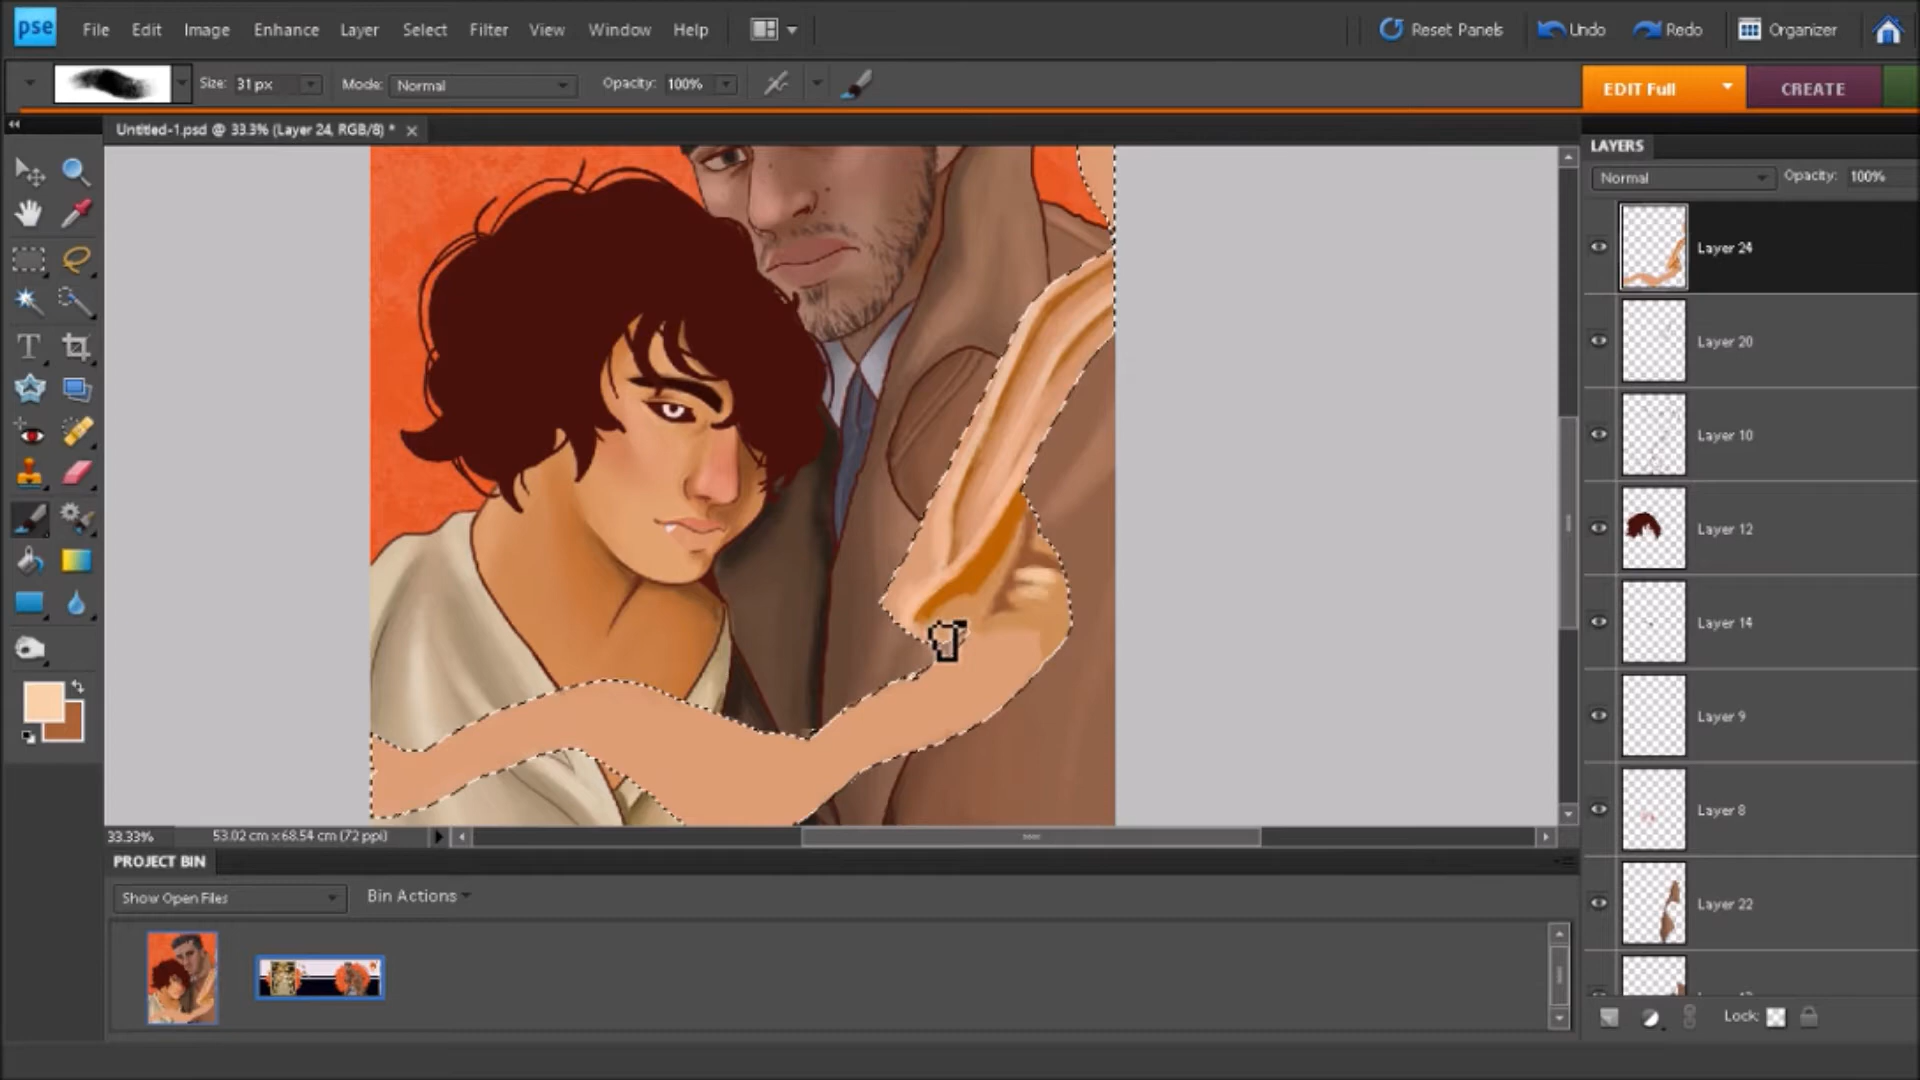 pse File Edit Image Enhance Layer Select Filter View Window Help Reset Panels Undo Redo Organizer
Size: 31 px Mode: Normal Opacity: 100% EDIT Full CREATE
Untitled-1.psd @ 33.3% (Layer 24, RGB/8) *
LAYERS
Normal Opacity: 100%
Layer 24
Layer 20
Layer 10
Layer 12
Layer 14
Layer 9
Layer 8
Layer 22
T
33.33% 53.02 cm x 68.54 cm (72 ppi)
PROJECT BIN
Show Open Files Bin Actions
Lock: